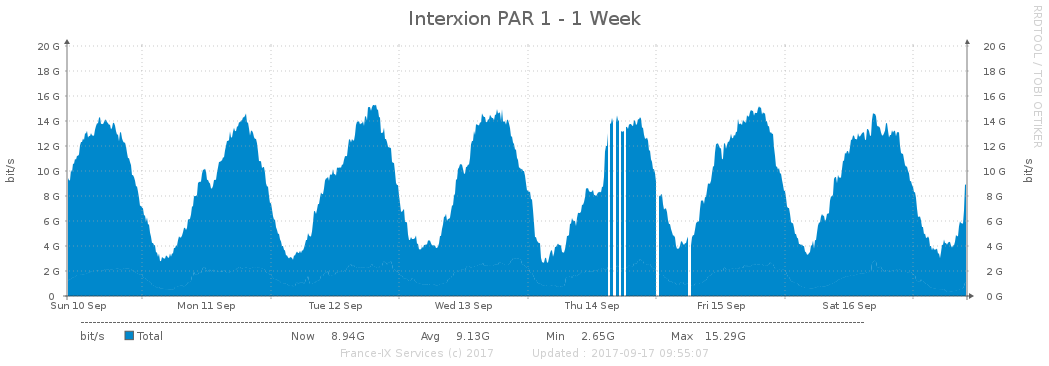 Interxion PAR 1 - 1 Week
RRDTOOL / TOBI OETIKER
20 G 20 G
18 G 18 G
16 G 16 G
14 G 14 G
12 G 12 G
10 G 10 G
8 G 8 G
6 G 6 G
4 G 4 G
2 G 2 G
0 0 G
bit/s bit/s
Sun 10 Sep Mon 11 Sep Tue 12 Sep Wed 13 Sep Thu 14 Sep Fri 15 Sep Sat 16 Sep
bit/s Total Now 8.94G Avg 9.13G Min 2.65G Max 15.29G
France-IX Services (c) 2017 Updated : 2017-09-17 09:55:07